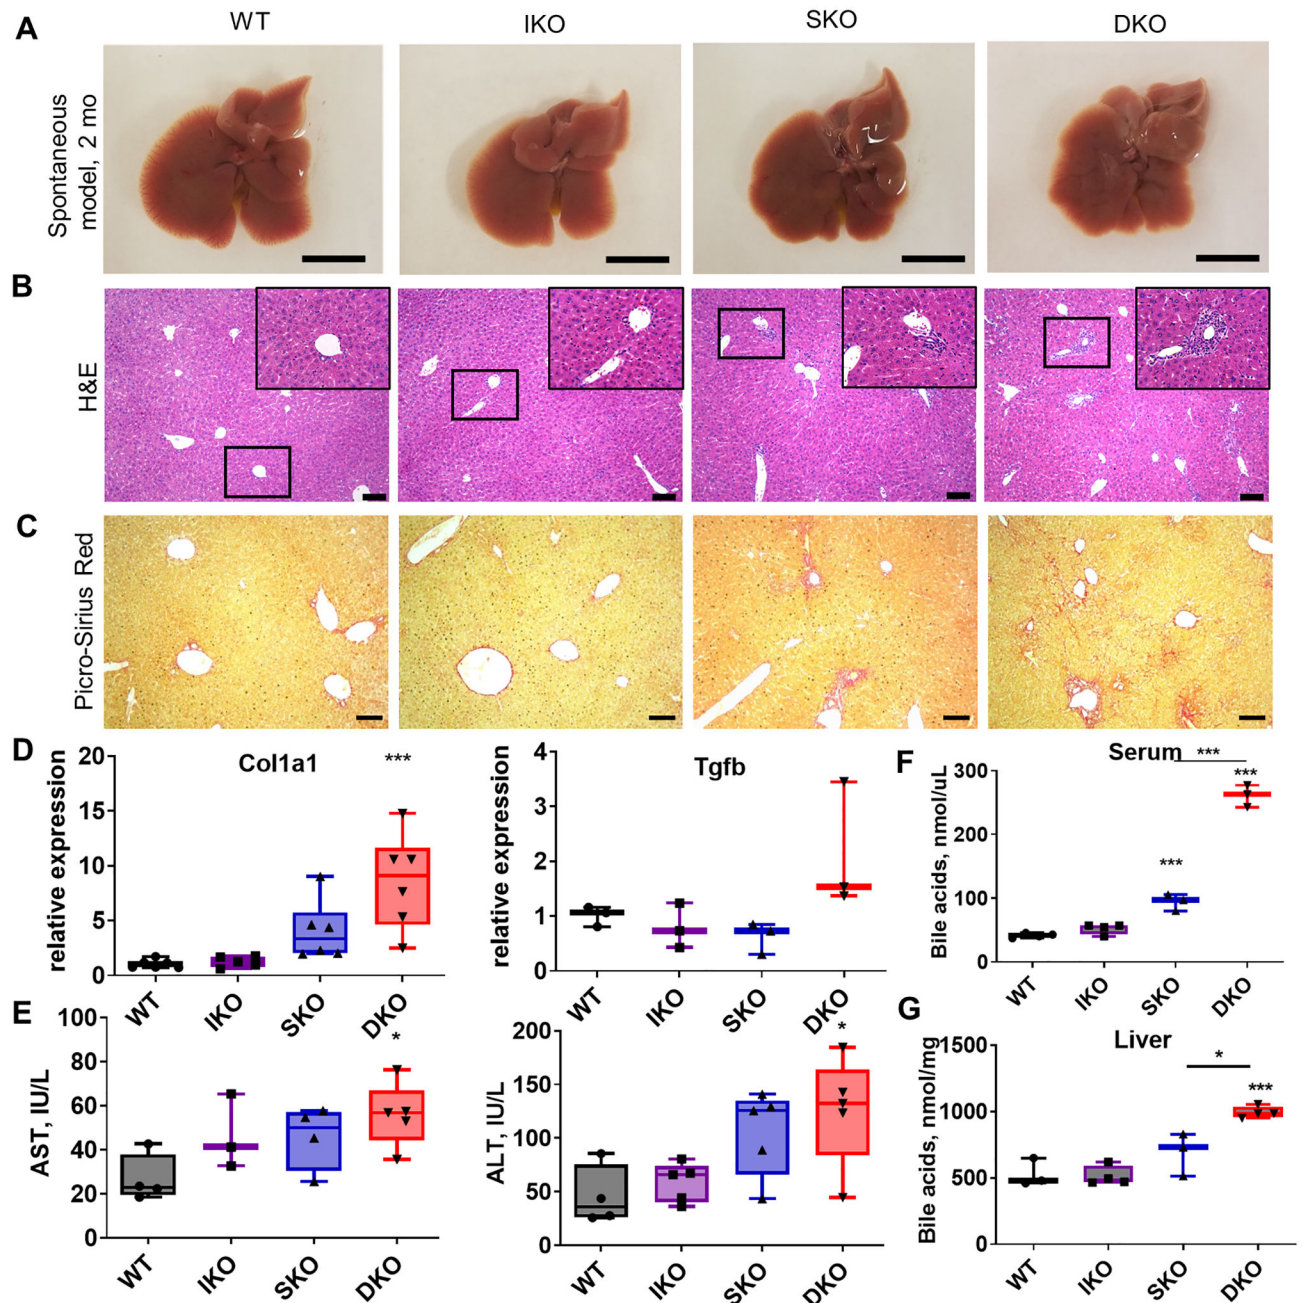 A
WT
IKO
SKO
DKO
Spontaneous
model, 2 mo
B
H&E
C
Picro-Sirius Red
D
Col1a1
***
relative expression
20
15
10
5
0
WT
IKO
SKO
DKO
Tgfb
relative expression
4
3
2
1
0
WT
IKO
SKO
DKO
F
Serum
***
***
***
Bile acids, nmol/uL
300
200
100
0
WT
IKO
SKO
DKO
E
*
AST, IU/L
100
80
60
40
20
0
WT
IKO
SKO
DKO
*
ALT, IU/L
200
150
100
50
0
WT
IKO
SKO
DKO
G
Liver
*
***
Bile acids, nmol/mg
1500
1000
500
0
WT
IKO
SKO
DKO